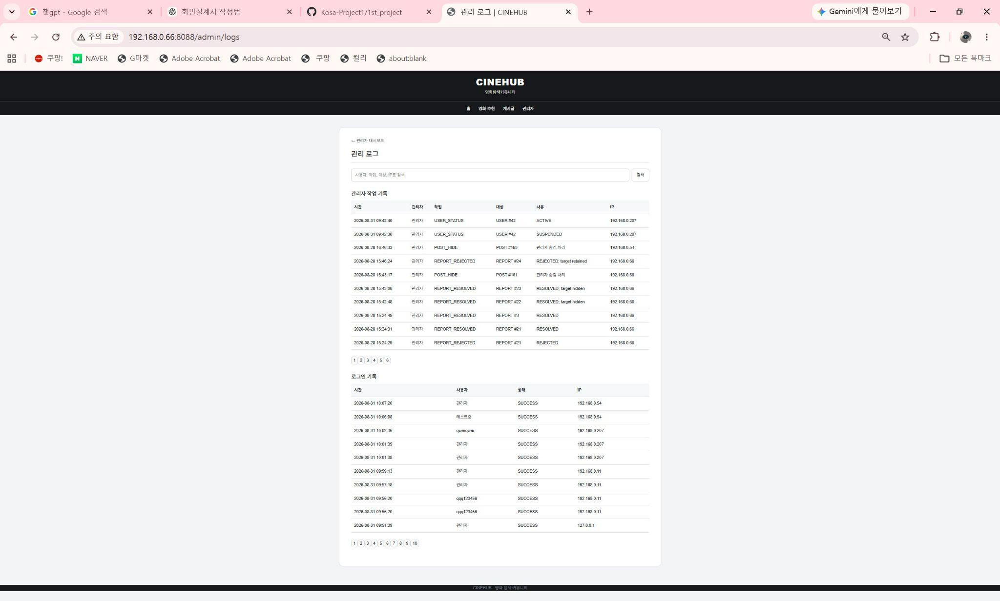 챗gpt - Google 검색
화면설계서 작성법
Kosa-Project1/1st_project
관리 로그 | CINEHUB
Gemini에게 물어보기
주의 요함
192.168.0.66:8088/admin/logs
쿠팡!
NAVER
G마켓
Adobe Acrobat
Adobe Acrobat
쿠팡
컬리
about:blank
모든 북마크
CINEHUB
영화탐색커뮤니티
홈 영화 추천 게시글 관리자
← 관리자 대시보드
관리 로그
사용자, 작업, 대상, IP로 검색
검색
관리자 작업 기록
시간 관리자 작업 대상 사유 IP
2026-08-31 09:42:40 관리자 USER_STATUS USER #42 ACTIVE 192.168.0.207
2026-08-31 09:42:38 관리자 USER_STATUS USER #42 SUSPENDED 192.168.0.207
2026-08-28 16:46:33 관리자 POST_HIDE POST #163 관리자 숨김 처리 192.168.0.54
2026-08-28 15:46:24 관리자 REPORT_REJECTED REPORT #24 REJECTED; target retained 192.168.0.66
2026-08-28 15:43:17 관리자 POST_HIDE POST #161 관리자 숨김 처리 192.168.0.66
2026-08-28 15:43:08 관리자 REPORT_RESOLVED REPORT #23 RESOLVED; target hidden 192.168.0.66
2026-08-28 15:42:48 관리자 REPORT_RESOLVED REPORT #22 RESOLVED; target hidden 192.168.0.66
2026-08-28 15:24:49 관리자 REPORT_RESOLVED REPORT #3 RESOLVED 192.168.0.66
2026-08-28 15:24:31 관리자 REPORT_RESOLVED REPORT #21 RESOLVED 192.168.0.66
2026-08-28 15:24:29 관리자 REPORT_REJECTED REPORT #21 REJECTED 192.168.0.66
1 2 3 4 5 6
로그인 기록
시간 사용자 상태 IP
2026-08-31 10:07:20 관리자 SUCCESS 192.168.0.54
2026-08-31 10:06:08 테스트중 SUCCESS 192.168.0.54
2026-08-31 10:02:36 qwerqwer SUCCESS 192.168.0.207
2026-08-31 10:01:39 관리자 SUCCESS 192.168.0.207
2026-08-31 10:01:38 관리자 SUCCESS 192.168.0.207
2026-08-31 09:59:13 관리자 SUCCESS 192.168.0.11
2026-08-31 09:57:18 관리자 SUCCESS 192.168.0.11
2026-08-31 09:56:20 qqq123456 SUCCESS 192.168.0.11
2026-08-31 09:56:20 qqq123456 SUCCESS 192.168.0.11
2026-08-31 09:51:39 관리자 SUCCESS 127.0.0.1
1 2 3 4 5 6 7 8 9 10
CINEHUB · 영화 탐색 커뮤니티